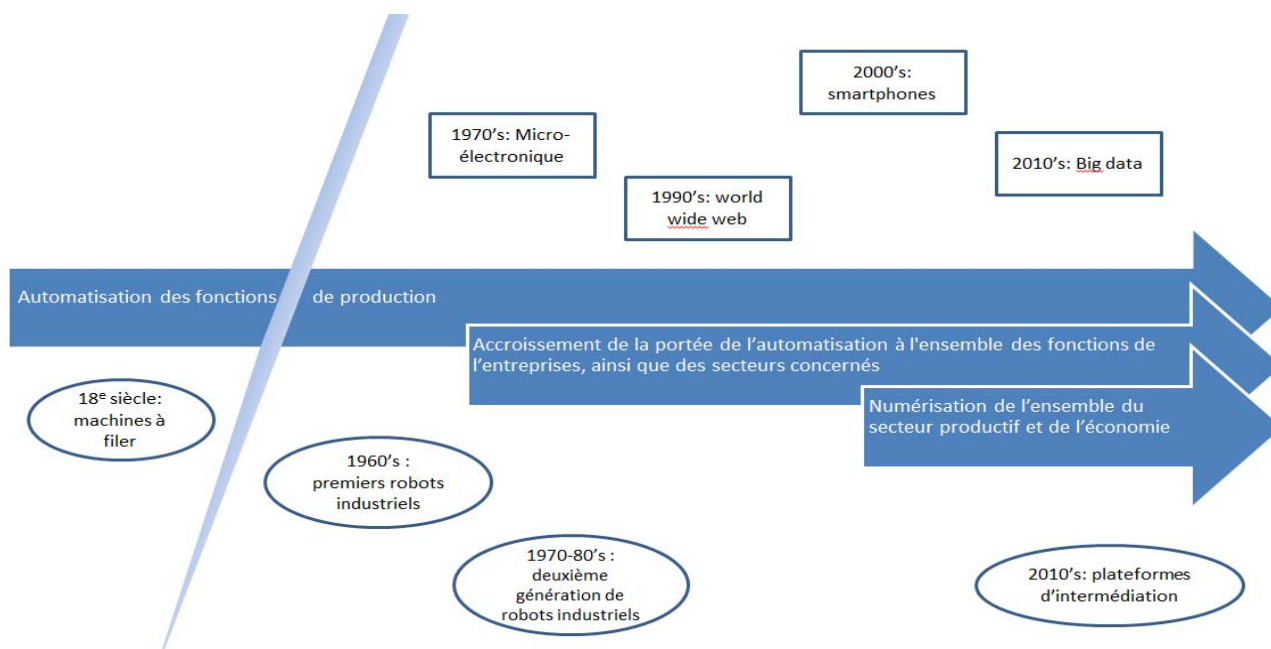 2000's:
smartphones
1970's: Micro-
électronique
2010's: Big data
1990's: world
wide web
Automatisation des fonctions de production
Accroissement de la portée de l'automatisation à l'ensemble des fonctions de
l'entreprises, ainsi que des secteurs concernés
18e siècle:
machines à
filer
Numérisation de l'ensemble du
secteur productif et de l'économie
1960's :
premiers robots
industriels
1970-80's :
deuxième
génération de
robots industriels
2010's: plateformes
d'intermédiation